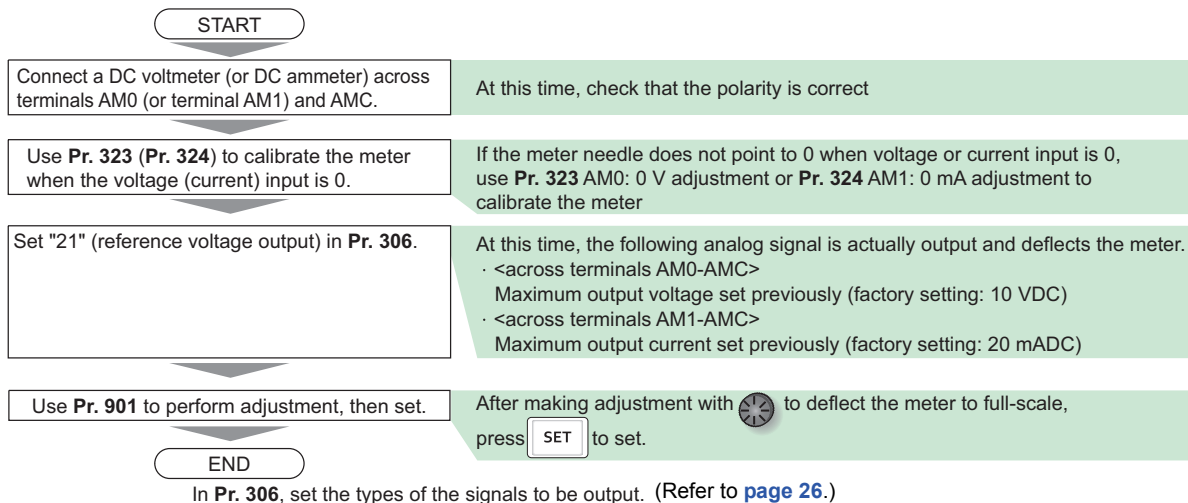 START
Connect a DC voltmeter (or DC ammeter) across
terminals AM0 (or terminal AM1) and AMC.
At this time, check that the polarity is correct
Use Pr. 323 (Pr. 324) to calibrate the meter
when the voltage (current) input is 0.
If the meter needle does not point to 0 when voltage or current input is 0,
use Pr. 323 AM0: 0 V adjustment or Pr. 324 AM1: 0 mA adjustment to
calibrate the meter
Set "21" (reference voltage output) in Pr. 306.
At this time, the following analog signal is actually output and deflects the meter.
· <across terminals AM0-AMC>
Maximum output voltage set previously (factory setting: 10 VDC)
· <across terminals AM1-AMC>
Maximum output current set previously (factory setting: 20 mADC)
Use Pr. 901 to perform adjustment, then set.
After making adjustment with to deflect the meter to full-scale,
press SET to set.
END
In Pr. 306, set the types of the signals to be output. (Refer to page 26.)